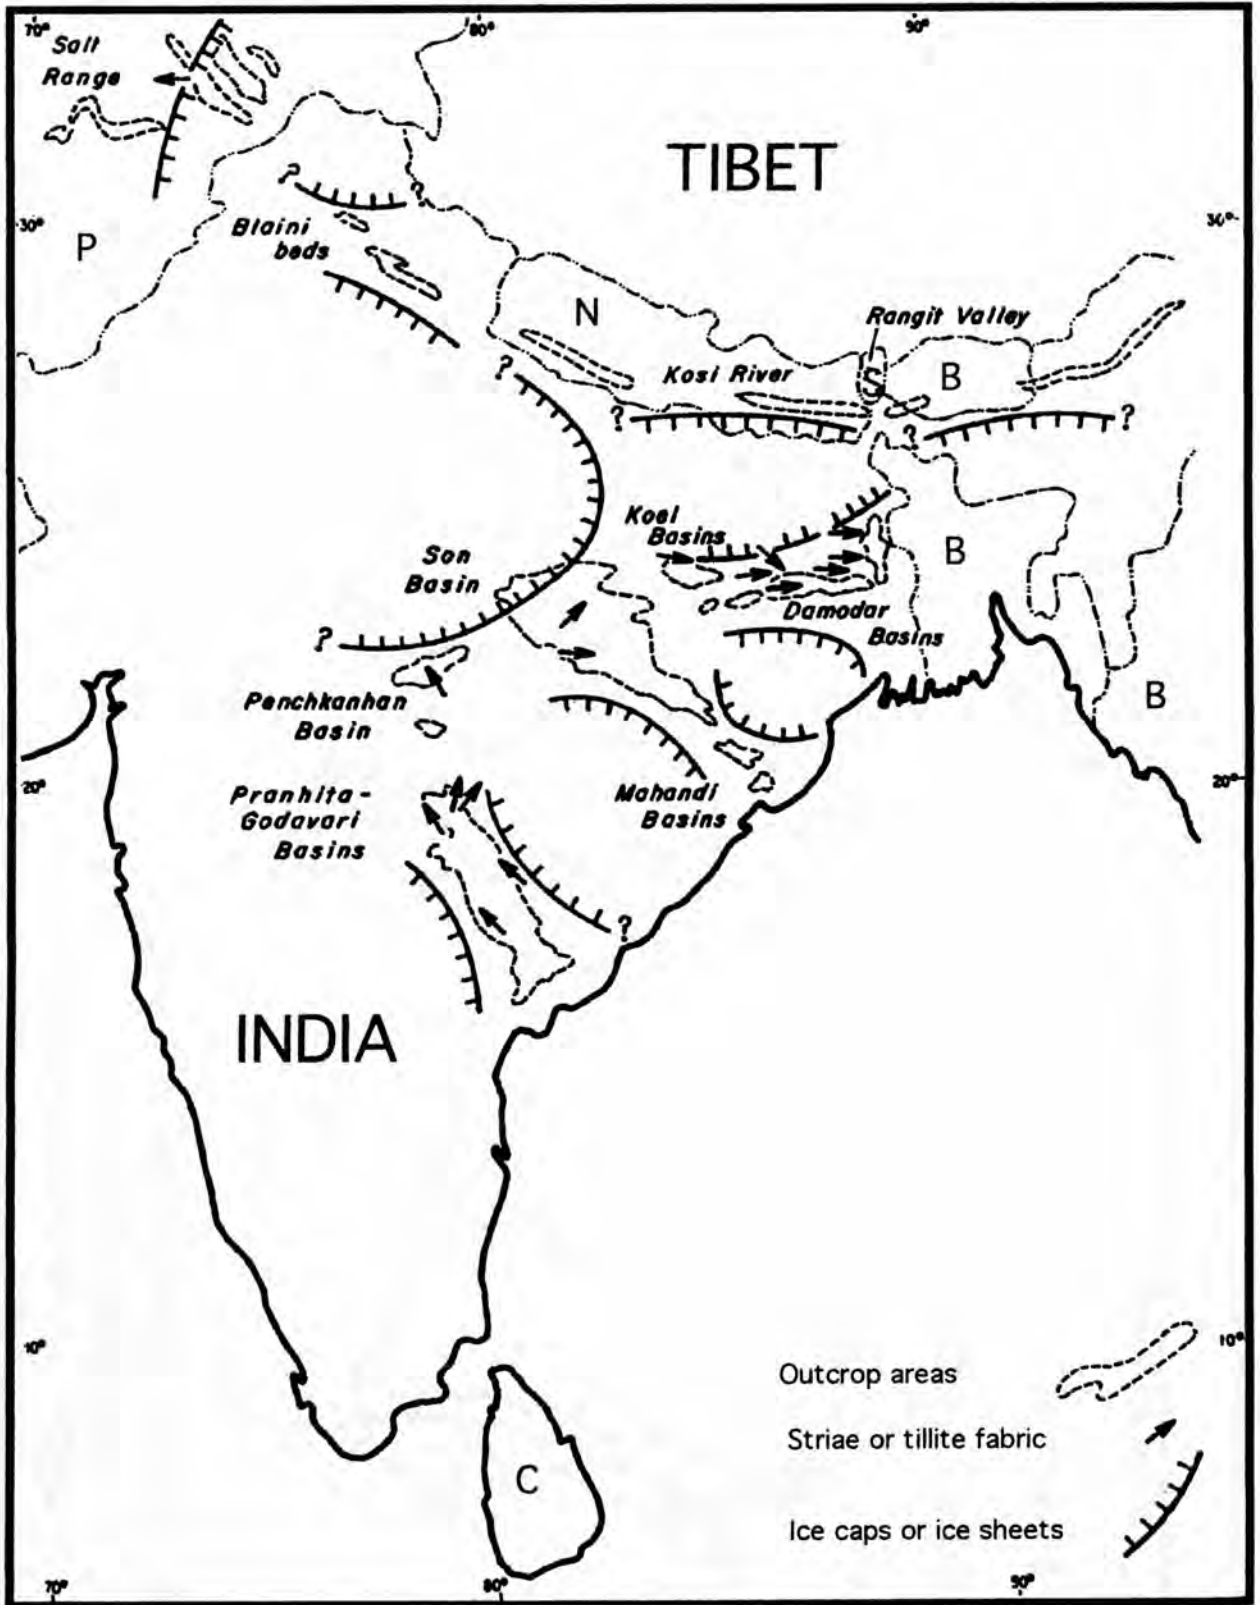 70°
80°
90°
Salt
Range
TIBET
30°
30°
P
?
?
Blaini
beds
N
Rangit Valley
?
Kosi River
S
B
?
?
?
Koel
Basins
B
Son
Basin
Damodar
Basins
?
B
Penchkanhan
Basin
20°
20°
Pranhita-
Godavari
Basins
Mahandi
Basins
?
INDIA
10°
10°
Outcrop areas
Striae or tillite fabric
C
Ice caps or ice sheets
70°
80°
90°